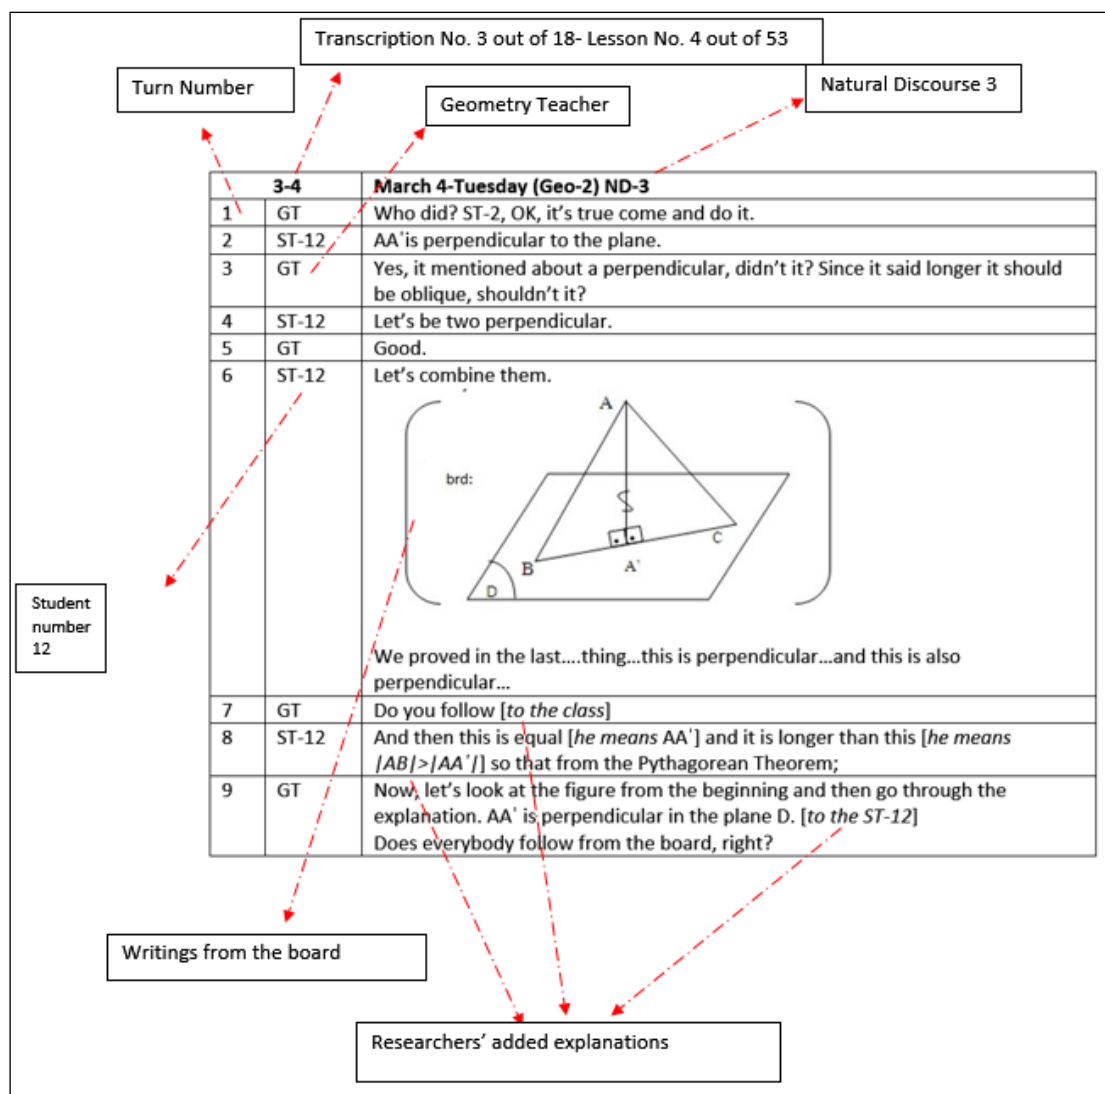 Transcription No. 3 out of 18- Lesson No. 4 out of 53
Turn Number
Geometry Teacher
Natural Discourse 3
3-4 March 4-Tuesday (Geo-2) ND-3
1 GT Who did? ST-2, OK, it's true come and do it.
2 ST-12 AA'is perpendicular to the plane.
3 GT Yes, it mentioned about a perpendicular, didn't it? Since it said longer it should
be oblique, shouldn't it?
4 ST-12 Let's be two perpendicular.
5 GT Good.
6 ST-12 Let's combine them.
A
brd:
B A' C
D
We proved in the last....thing...this is perpendicular...and this is also
perpendicular...
7 GT Do you follow [to the class]
8 ST-12 And then this is equal [he means AA'] and it is longer than this [he means
|AB|>|AA'|] so that from the Pythagorean Theorem;
9 GT Now, let's look at the figure from the beginning and then go through the
explanation. AA' is perpendicular in the plane D. [to the ST-12]
Does everybody follow from the board, right?
Student
number
12
Writings from the board
Researchers' added explanations